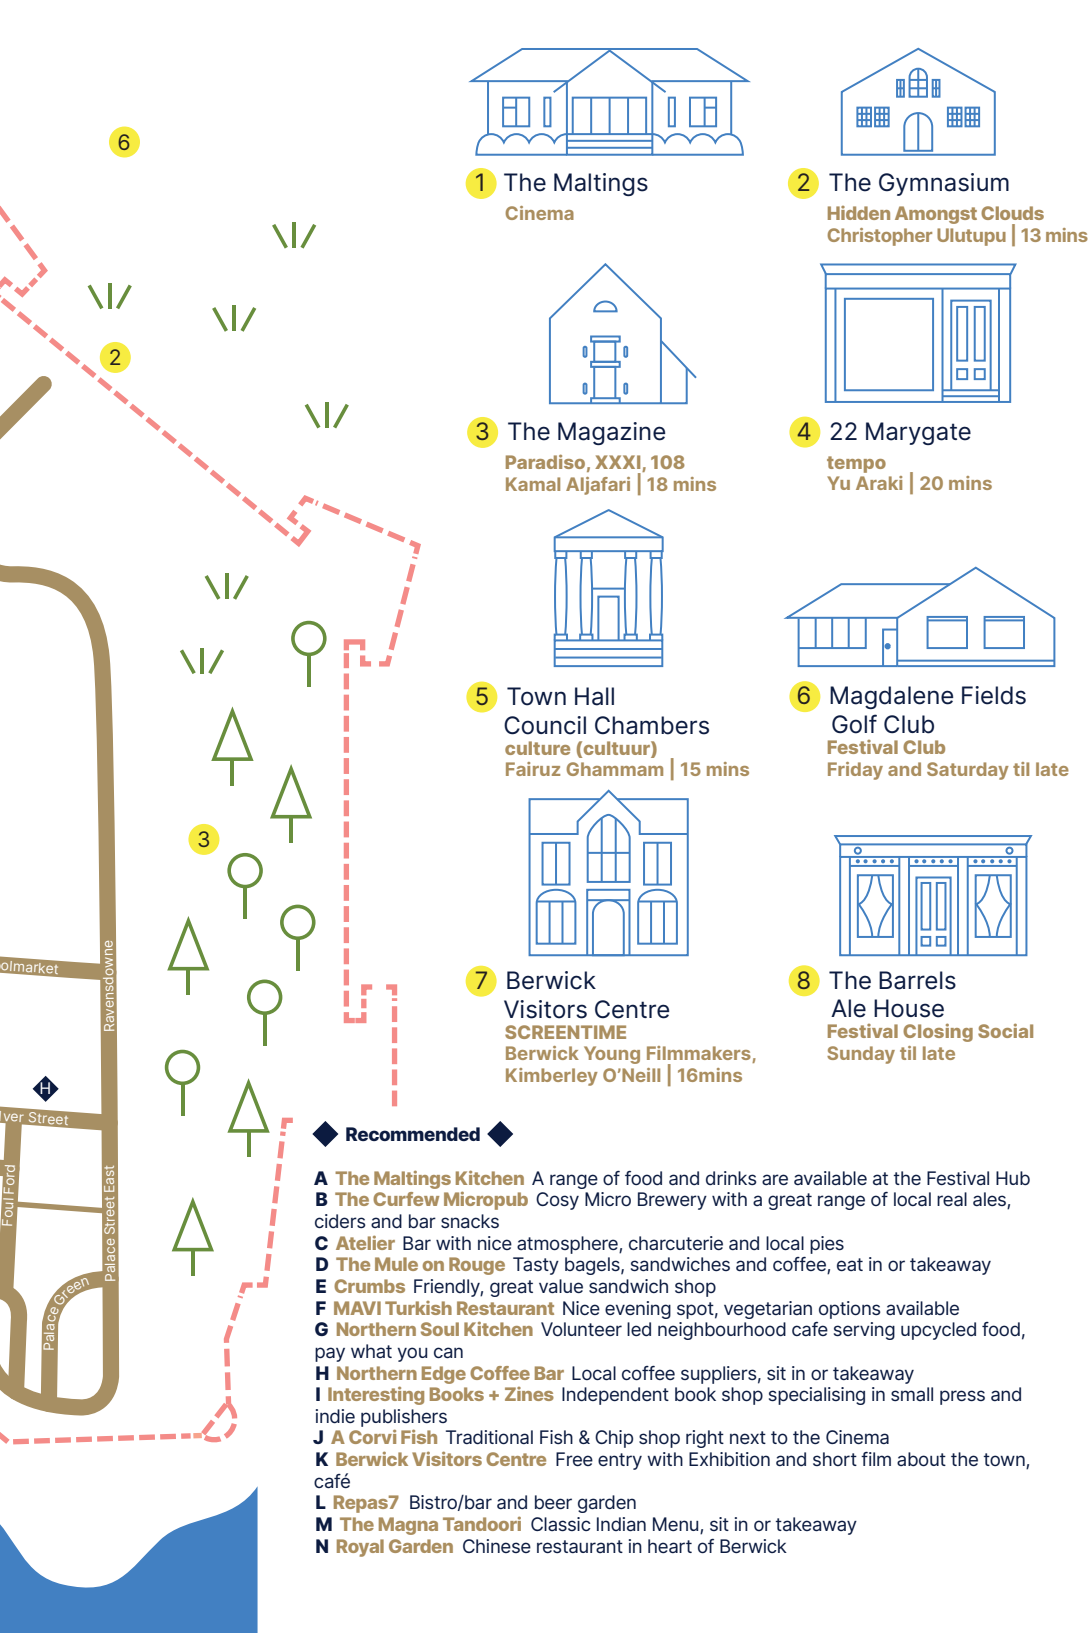 6
2
3
olmarket
Ravensdowne
H
lver Street
Foul Ford
Palace Street East
Palace Green
1 The Maltings
Cinema
2 The Gymnasium
Hidden Amongst Clouds
Christopher Ulutupu | 13 mins
3 The Magazine
Paradiso, XXXI, 108
Kamal Aljafari | 18 mins
4 22 Marygate
tempo
Yu Araki | 20 mins
5 Town Hall
Council Chambers
culture (cultuur)
Fairuz Ghammam | 15 mins
6 Magdalene Fields
Golf Club
Festival Club
Friday and Saturday til late
7 Berwick
Visitors Centre
SCREENTIME
Berwick Young Filmmakers,
Kimberley O’Neill | 16mins
8 The Barrels
Ale House
Festival Closing Social
Sunday til late
Recommended
A The Maltings Kitchen A range of food and drinks are available at the Festival Hub
B The Curfew Micropub Cosy Micro Brewery with a great range of local real ales,
ciders and bar snacks
C Atelier Bar with nice atmosphere, charcuterie and local pies
D The Mule on Rouge Tasty bagels, sandwiches and coffee, eat in or takeaway
E Crumbs Friendly, great value sandwich shop
F MAVI Turkish Restaurant Nice evening spot, vegetarian options available
G Northern Soul Kitchen Volunteer led neighbourhood cafe serving upcycled food,
pay what you can
H Northern Edge Coffee Bar Local coffee suppliers, sit in or takeaway
I Interesting Books + Zines Independent book shop specialising in small press and
indie publishers
J A Corvi Fish Traditional Fish & Chip shop right next to the Cinema
K Berwick Visitors Centre Free entry with Exhibition and short film about the town,
café
L Repas7 Bistro/bar and beer garden
M The Magna Tandoori Classic Indian Menu, sit in or takeaway
N Royal Garden Chinese restaurant in heart of Berwick